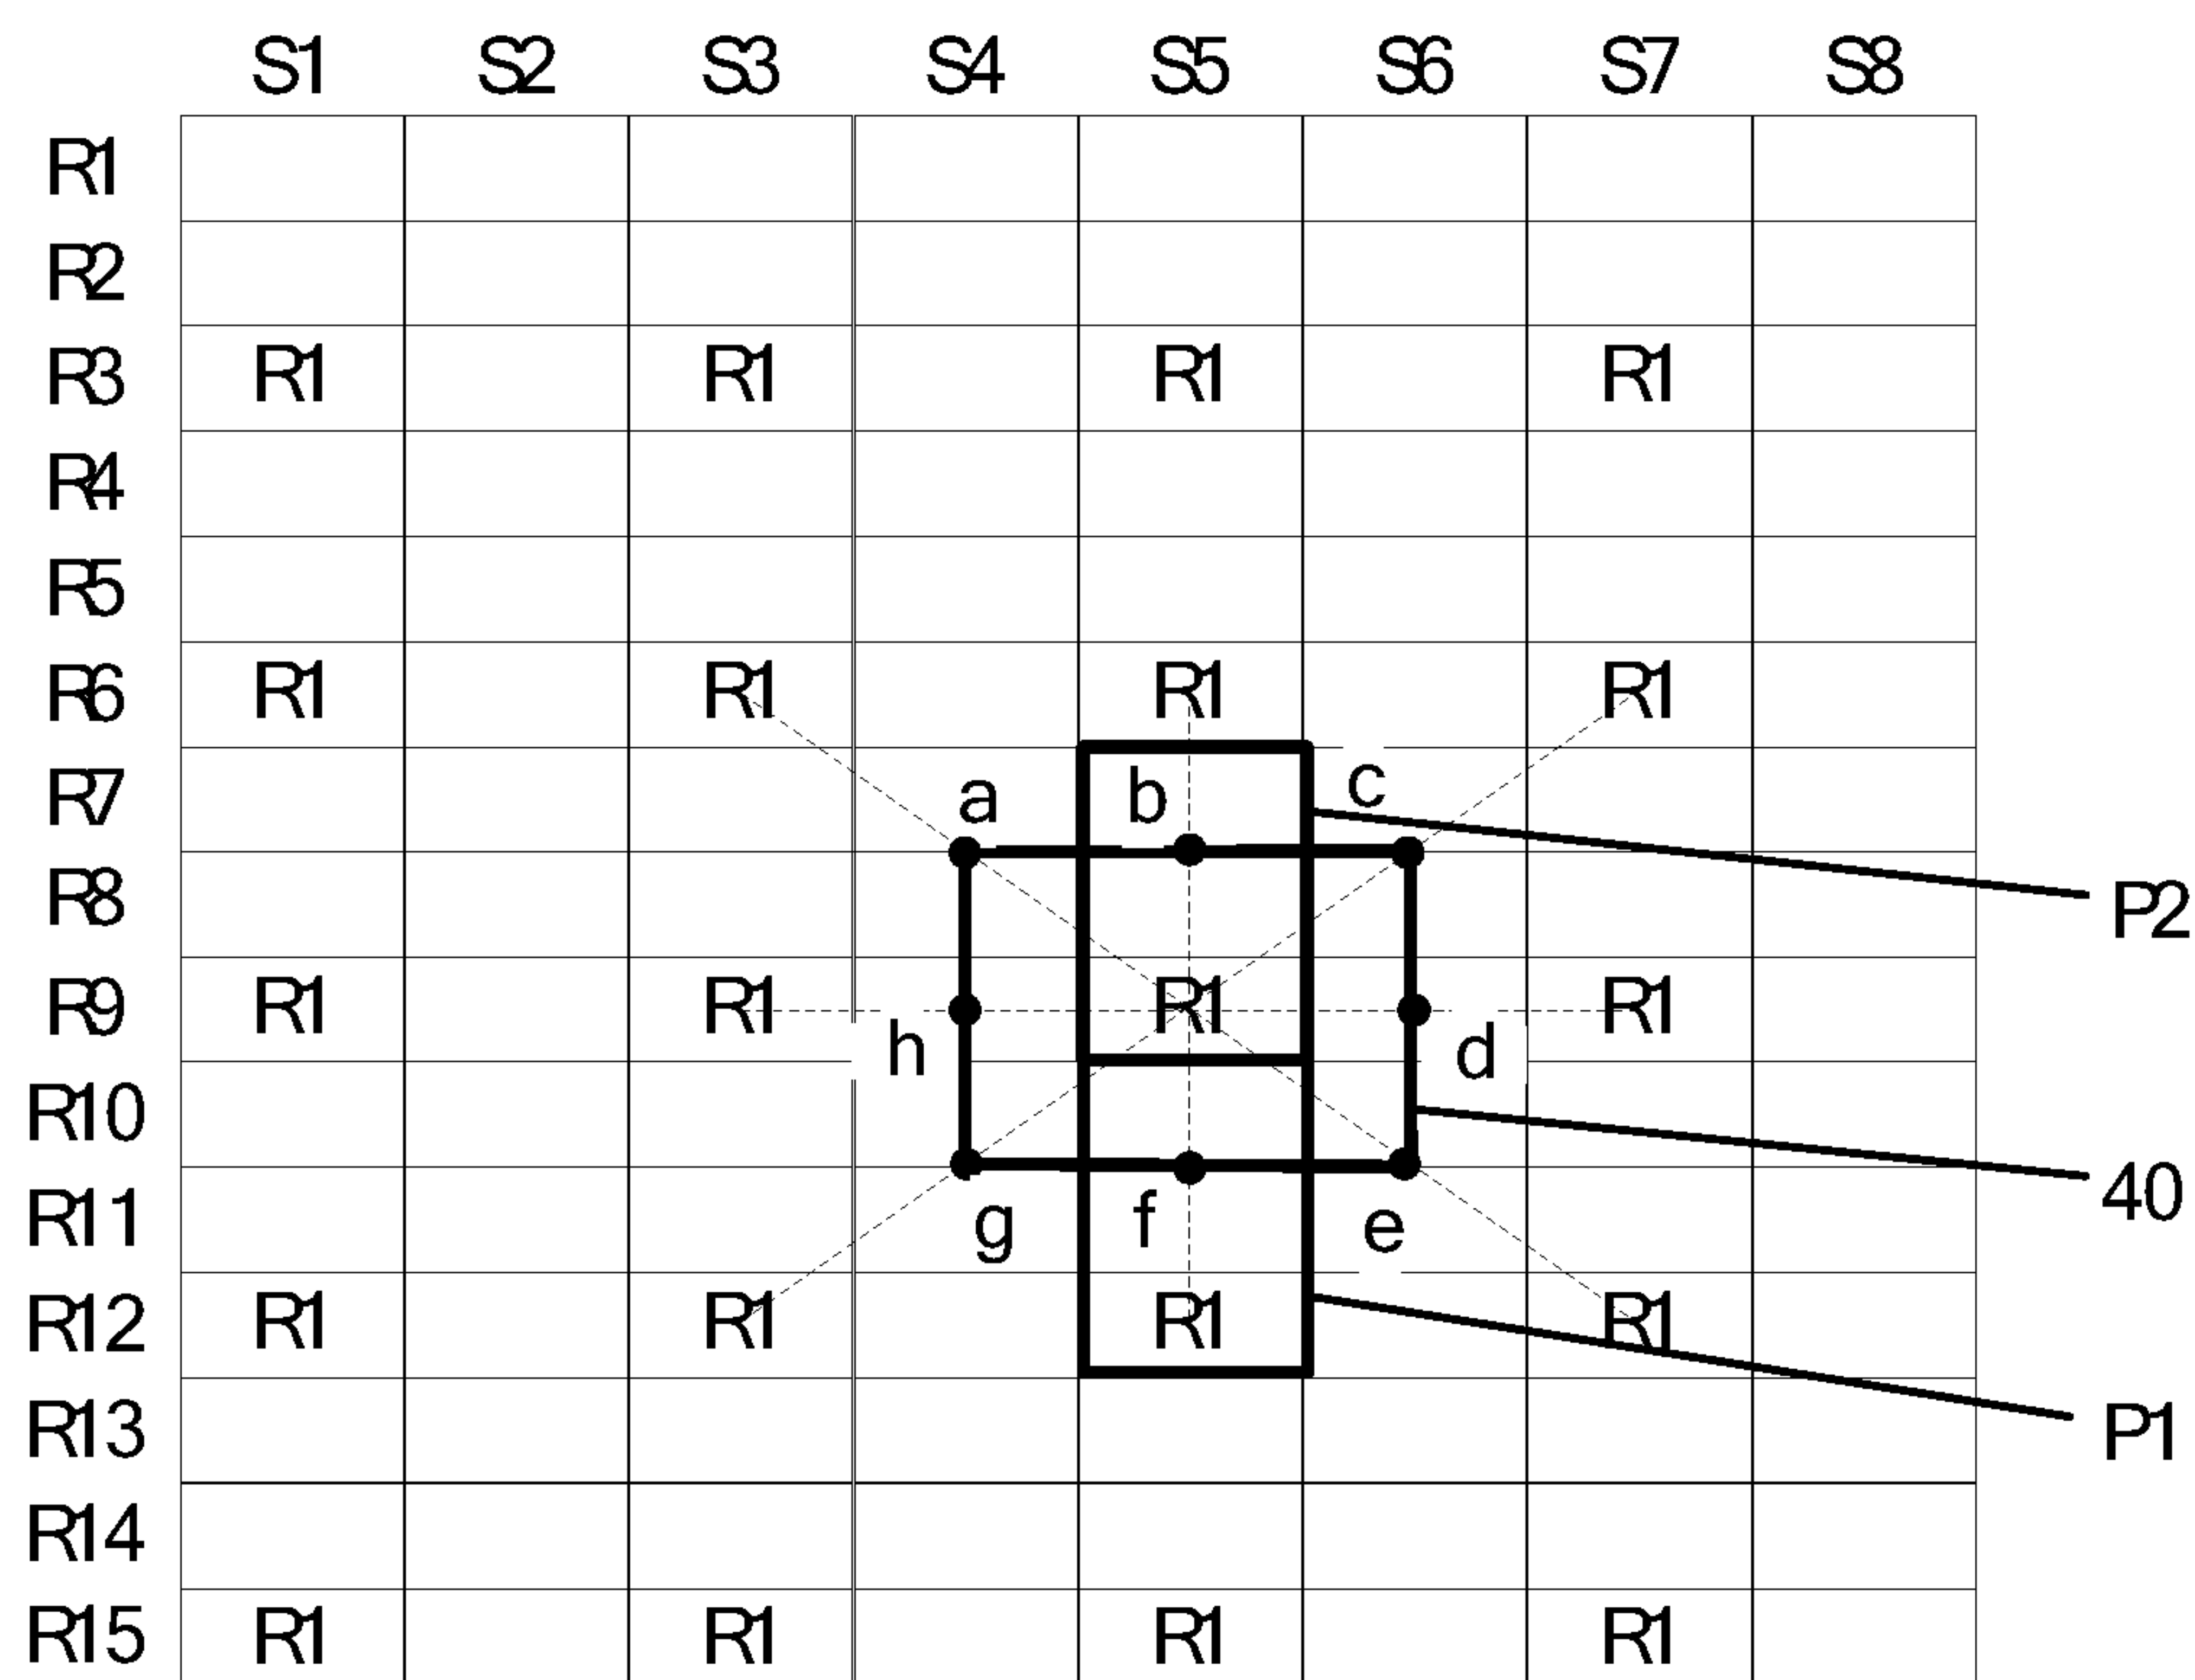 S1 S2 S3 S4 S5 S6 S7 S8
R1
R2
R3 R1 R1 R1 R1
R4
R5
R6 R1 R1 R1 R1
R7 a b c
R8 P2
R9 R1 R1 R1 R1
h d
R10
40
R11 g f e
R12 R1 R1 R1 R1
R13 P1
R14
R15 R1 R1 R1 R1